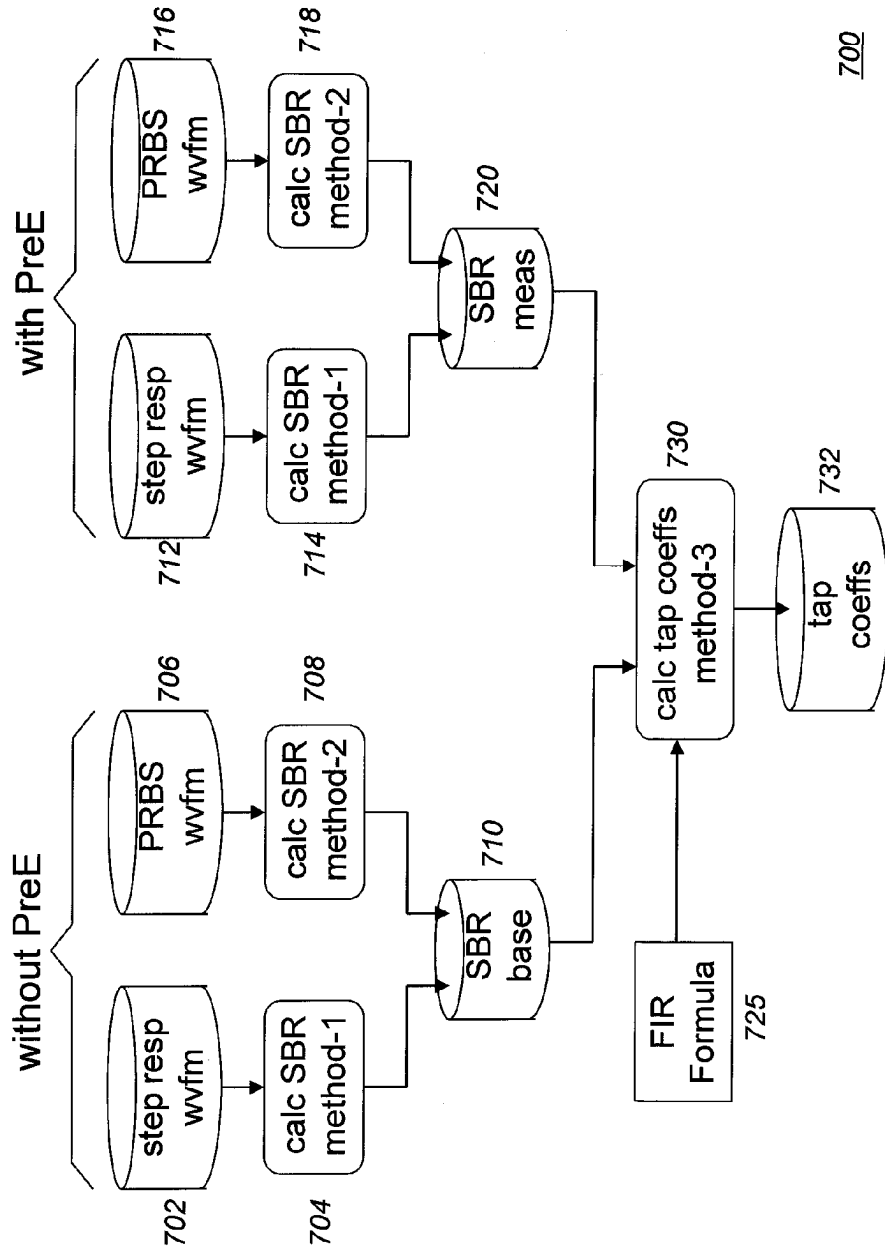 without PreE
with PreE
702
step resp
wvfm
706
PRBS
wvfm
712
step resp
wvfm
716
PRBS
wvfm
704
calc SBR
method-1
708
calc SBR
method-2
714
calc SBR
method-1
718
calc SBR
method-2
710
SBR
base
720
SBR
meas
FIR
Formula
725
730
calc tap coeffs
method-3
732
tap
coeffs
700